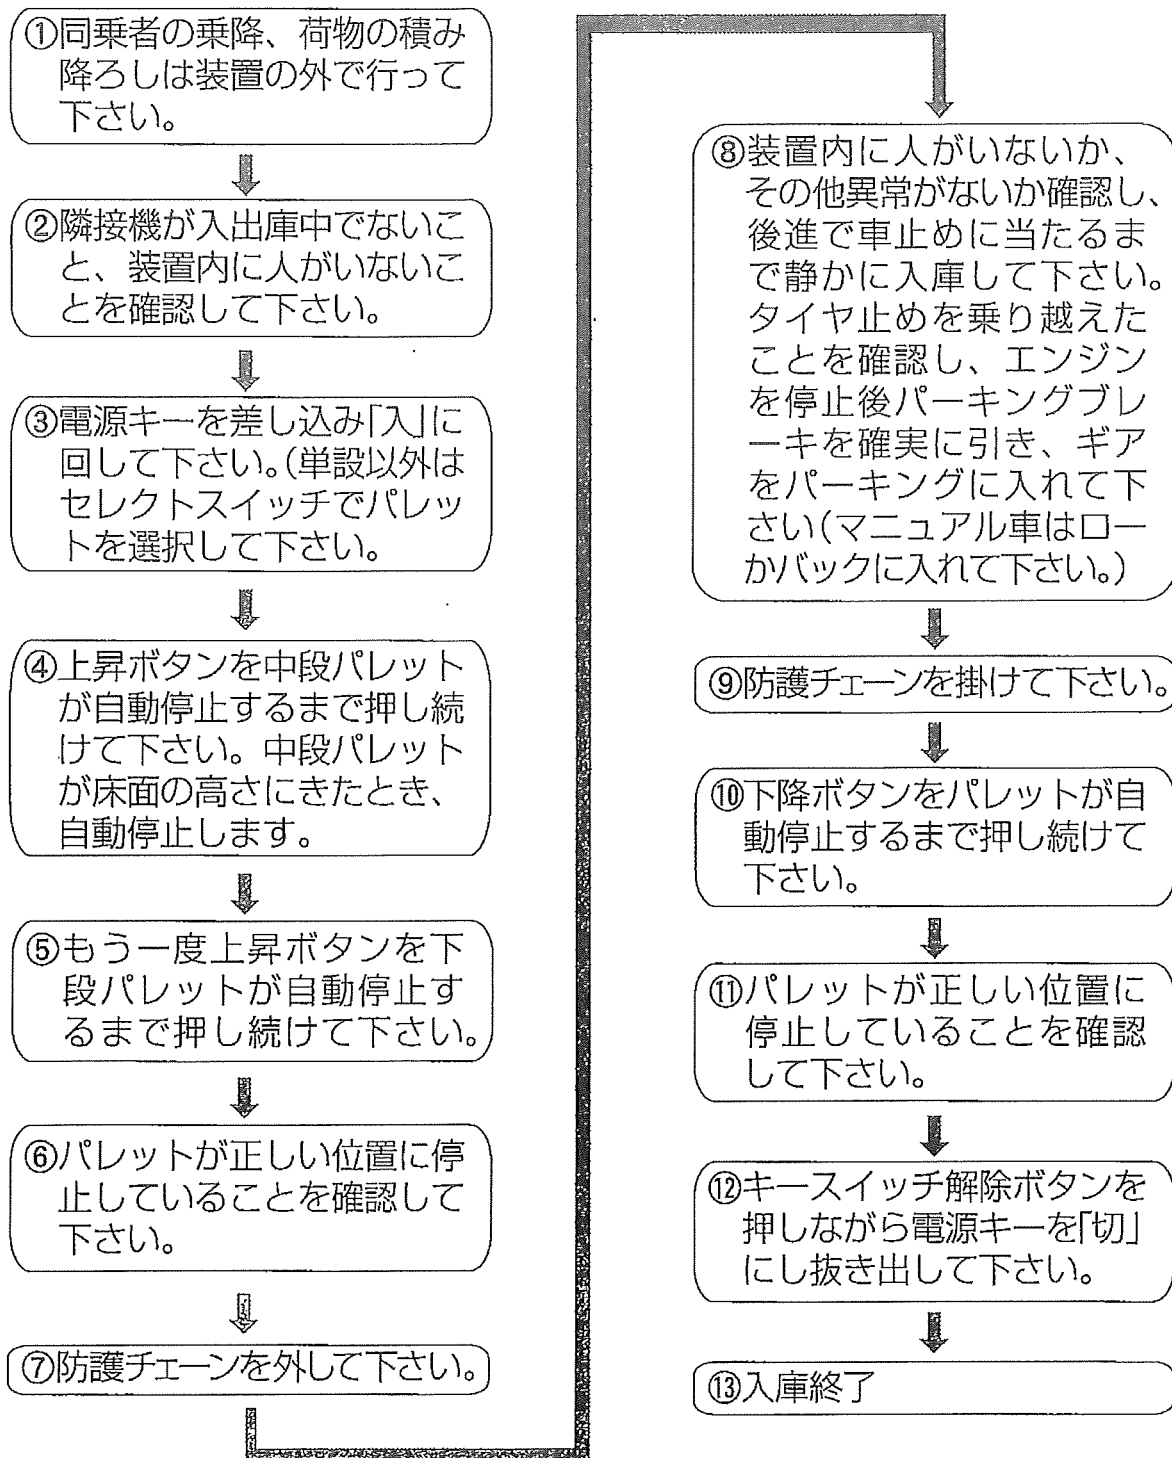 ①同乗者の乗降、荷物の積み
降ろしは装置の外で行って
下さい。
②隣接機が入出庫中でないこ
と、装置内に人がいないこ
とを確認して下さい。
③電源キーを差し込み「入」に
回して下さい。(単設以外は
セレクトスイッチでパレッ
トを選択して下さい。
④上昇ボタンを中段パレット
が自動停止するまで押し続
けて下さい。中段パレット
が床面の高さにきたとき、
自動停止します。
⑤もう一度上昇ボタンを下
段パレットが自動停止す
るまで押し続けて下さい。
⑥パレットが正しい位置に停
止していることを確認して
下さい。
⑦防護チェーンを外して下さい。
⑧装置内に人がいないか、
その他異常がないか確認し、
後進で車止めに当たるま
で静かに入庫して下さい。
タイヤ止めを乗り越えた
ことを確認し、エンジン
を停止後パーキングブレ
ーキを確実に引き、ギア
をパーキングに入れて下
さい(マニュアル車はロー
かバックに入れて下さい。)
⑨防護チェーンを掛けて下さい。
⑩下降ボタンをパレットが自
動停止するまで押し続けて
下さい。
⑪パレットが正しい位置に
停止していることを確認
して下さい。
⑫キースイッチ解除ボタンを
押しながら電源キーを「切」
にし抜き出して下さい。
⑬入庫終了